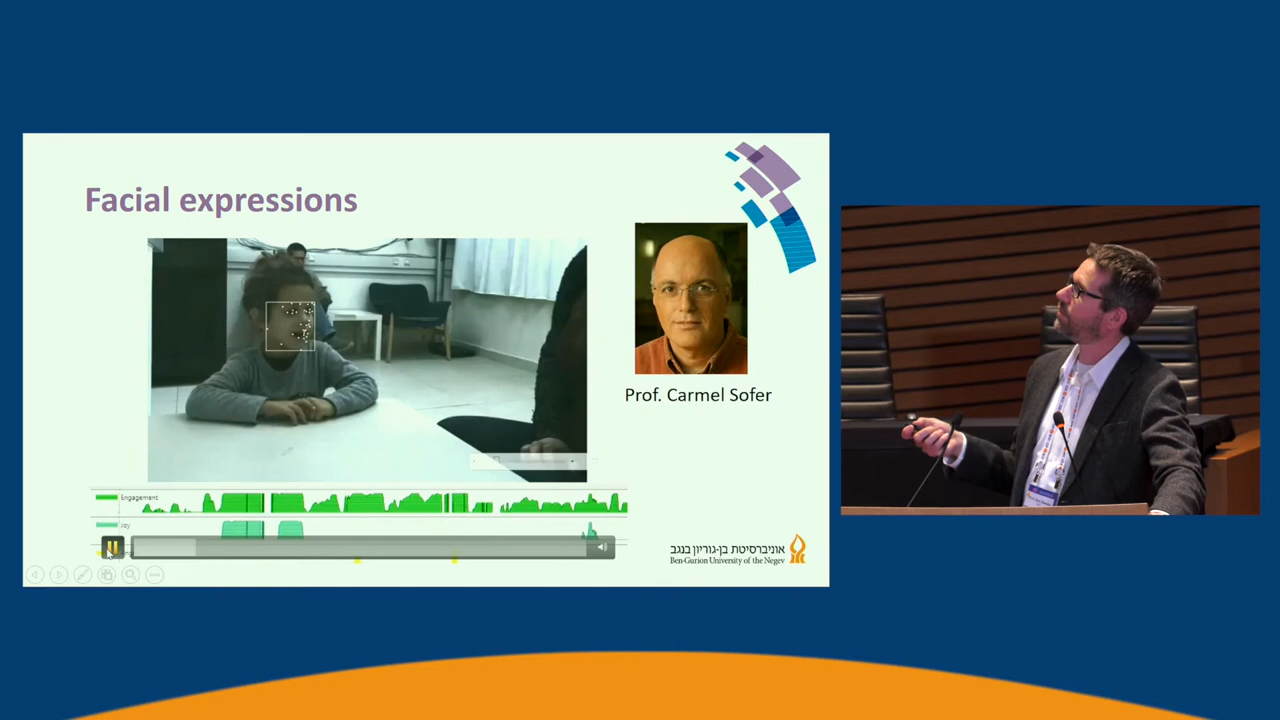 Facial expressions
Prof. Carmel Sofer
Engagement
Joy
אוניברסיטת בן-גוריון בנגב
Ben-Gurion University of the Negev